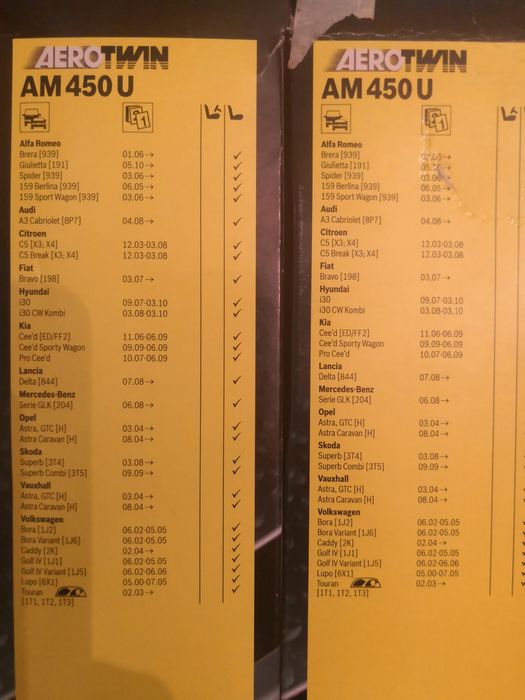 AEROTWIN
AM 450 U
1
Alfa Romeo
Brera [939] 01.06→ ✓
Giulietta [191] 05.10→ ✓
Spider [939] 03.06→ ✓
159 Berlina [939] 06.05→ ✓
159 Sport Wagon [939] 03.06→ ✓
Audi
A3 Cabriolet [8P7] 04.08→ ✓
Citroen
C5 [X3; X4] 12.03-03.08 ✓
C5 Break [X3; X4] 12.03-03.08 ✓
Fiat
Bravo [198] 03.07→ ✓
Hyundai
i30 09.07-03.10 ✓
i30 CW Kombi 03.08-03.10 ✓
Kia
Cee'd [ED/FF2] 11.06-06.09 ✓
Cee'd Sporty Wagon 09.09-06.09 ✓
Pro Cee'd 10.07-06.09 ✓
Lancia
Delta [844] 07.08→ ✓
Mercedes-Benz
Serie GLK [204] 06.08→ ✓
Opel
Astra, GTC [H] 03.04→ ✓
Astra Caravan [H] 08.04→ ✓
Skoda
Superb [3T4] 03.08→ ✓
Superb Combi [3T5] 09.09→ ✓
Vauxhall
Astra, GTC [H] 03.04→ ✓
Astra Caravan [H] 08.04→ ✓
Volkswagen
Bora [1J2] 06.02-05.05 ✓
Bora Variant [1J6] 06.02-05.05 ✓
Caddy [2K] 02.04→ ✓
Golf IV [1J1] 06.02-05.05 ✓
Golf IV Variant [1J5] 06.02-06.06 ✓
Lupo [6X1] 05.00-07.05 ✓
Touran 02.03→ ✓
[1T1, 1T2, 1T3]
AEROTWIN
AM 450 U
1
Alfa Romeo
Brera [939] 01.06→
Giulietta [191] 05.10→
Spider [939] 03.06→
159 Berlina [939] 06.05→
159 Sport Wagon [939] 03.06→
Audi
A3 Cabriolet [8P7] 04.08→
Citroen
C5 [X3; X4] 12.03-03.08
C5 Break [X3; X4] 12.03-03.08
Fiat
Bravo [198] 03.07→
Hyundai
i30 09.07-03.10
i30 CW Kombi 03.08-03.10
Kia
Cee'd [ED/FF2] 11.06-06.09
Cee'd Sporty Wagon 09.09-06.09
Pro Cee'd 10.07-06.09
Lancia
Delta [844] 07.08→
Mercedes-Benz
Serie GLK [204] 06.08→
Opel
Astra, GTC [H] 03.04→
Astra Caravan [H] 08.04→
Skoda
Superb [3T4] 03.08→
Superb Combi [3T5] 09.09→
Vauxhall
Astra, GTC [H] 03.04→
Astra Caravan [H] 08.04→
Volkswagen
Bora [1J2] 06.02-05.05
Bora Variant [1J6] 06.02-05.05
Caddy [2K] 02.04→
Golf IV [1J1] 06.02-05.05
Golf IV Variant [1J5] 06.02-06.06
Lupo [6X1] 05.00-07.05
Touran 02.03→
[1T1, 1T2, 1T3]